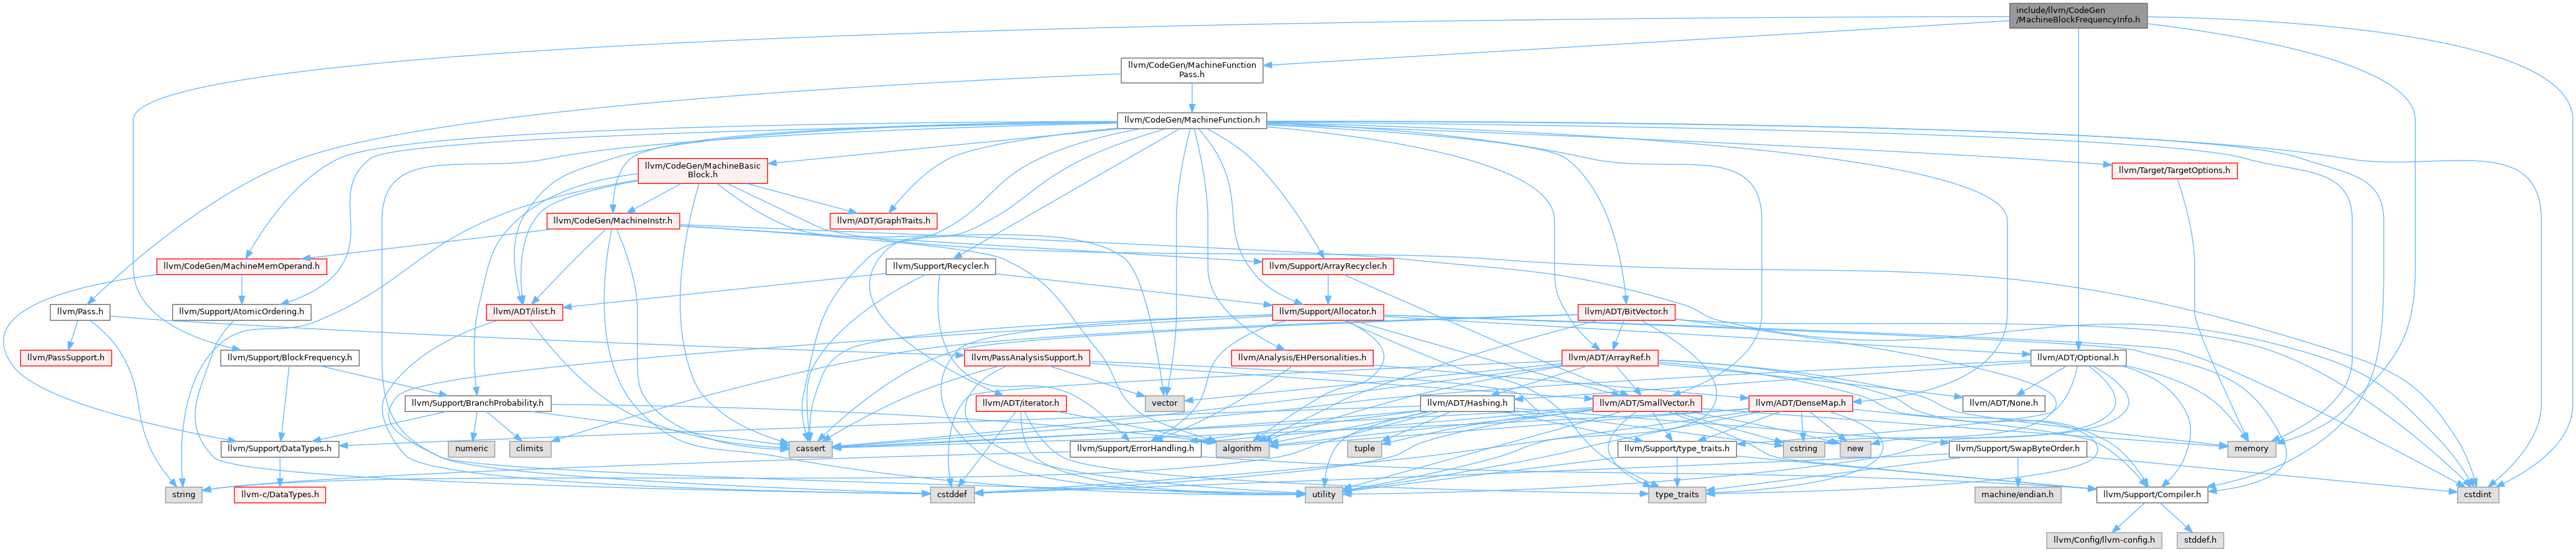 include/llvm/CodeGen
/MachineBlockFrequencyInfo.h
llvm/CodeGen/MachineFunction
Pass.h
llvm/CodeGen/MachineFunction.h
llvm/CodeGen/MachineBasic
Block.h
llvm/Target/TargetOptions.h
llvm/CodeGen/MachineInstr.h
llvm/ADT/GraphTraits.h
llvm/CodeGen/MachineMemOperand.h
llvm/Support/Recycler.h
llvm/Support/ArrayRecycler.h
llvm/Pass.h
llvm/Support/AtomicOrdering.h
llvm/ADT/ilist.h
llvm/Support/Allocator.h
llvm/ADT/BitVector.h
llvm/PassSupport.h
llvm/Support/BlockFrequency.h
llvm/PassAnalysisSupport.h
llvm/Analysis/EHPersonalities.h
llvm/ADT/ArrayRef.h
llvm/ADT/Optional.h
llvm/Support/BranchProbability.h
llvm/ADT/iterator.h
vector
llvm/ADT/Hashing.h
llvm/ADT/SmallVector.h
llvm/ADT/DenseMap.h
llvm/ADT/None.h
llvm/Support/DataTypes.h
numeric
climits
cassert
llvm/Support/ErrorHandling.h
algorithm
tuple
llvm/Support/type_traits.h
cstring
new
llvm/Support/SwapByteOrder.h
memory
string
llvm-c/DataTypes.h
cstddef
utility
type_traits
machine/endian.h
llvm/Support/Compiler.h
cstdint
llvm/Config/llvm-config.h
stddef.h